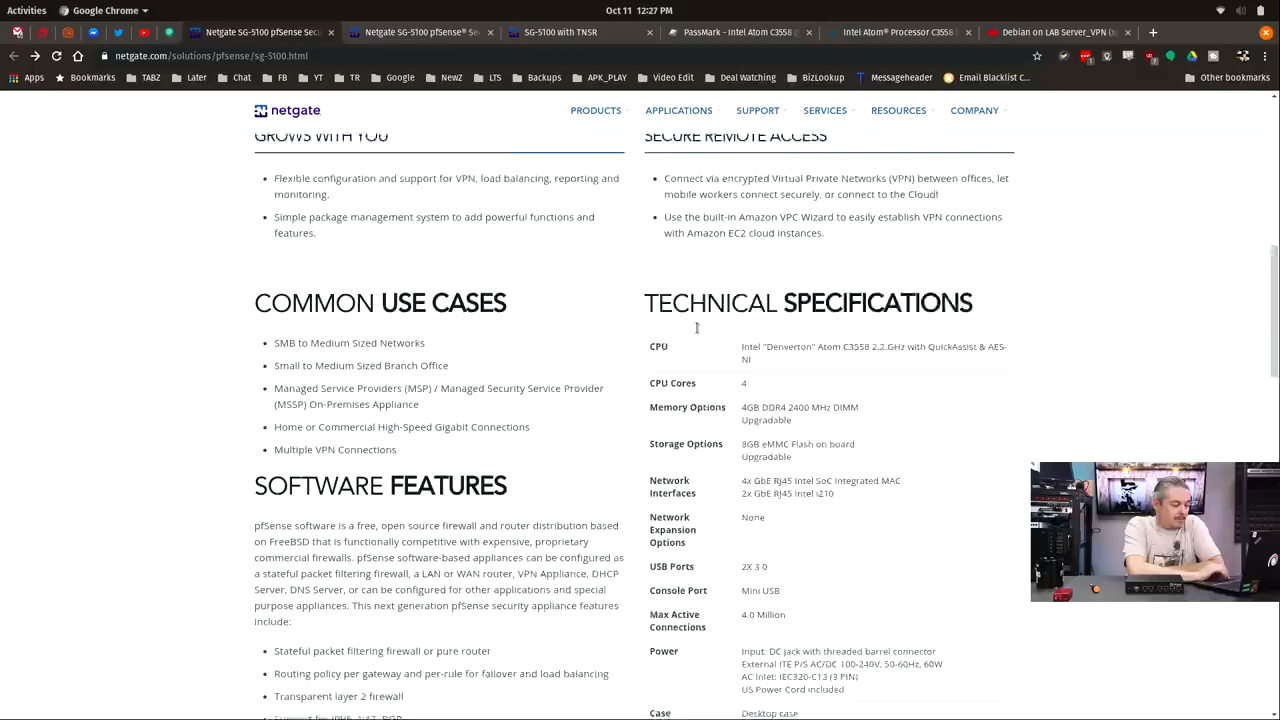 Activities
Google Chrome
Oct 11 12:27 PM
Netgate SG-5100 pfSense Sec
Netgate SG-5100 pfSense® S
SG-5100 with TNSR
PassMark - Intel Atom C3558
Intel Atom® Processor C3558
Debian on LAB Server_VPN (x
netgate.com/solutions/pfsense/sg-5100.html
Apps
Bookmarks
TABZ
Later
Chat
FB
YT
TR
Google
NewZ
LTS
Backups
APK_PLAY
Video Edit
Deal Watching
BizLookup
Messageheader
Email Blacklist C...
Other bookmarks
netgate
PRODUCTS
APPLICATIONS
SUPPORT
SERVICES
RESOURCES
COMPANY
GROWS WITH YOU
Flexible configuration and support for VPN, load balancing, reporting and
monitoring.
Simple package management system to add powerful functions and
features.
SECURE REMOTE ACCESS
Connect via encrypted Virtual Private Networks (VPN) between offices, let
mobile workers connect securely, or connect to the Cloud!
Use the built-in Amazon VPC Wizard to easily establish VPN connections
with Amazon EC2 cloud instances.
COMMON USE CASES
SMB to Medium Sized Networks
Small to Medium Sized Branch Office
Managed Service Providers (MSP) / Managed Security Service Provider
(MSSP) On-Premises Appliance
Home or Commercial High-Speed Gigabit Connections
Multiple VPN Connections
SOFTWARE FEATURES
pfSense software is a free, open source firewall and router distribution based
on FreeBSD that is functionally competitive with expensive, proprietary
commercial firewalls. pfSense software-based appliances can be configured as
a stateful packet filtering firewall, a LAN or WAN router, VPN Appliance, DHCP
Server, DNS Server, or can be configured for other applications and special
purpose appliances. This next generation pfSense security appliance features
include:
Stateful packet filtering firewall or pure router
Routing policy per gateway and per-rule for failover and load balancing
Transparent layer 2 firewall
Support for IPV6, NAT, BGP
TECHNICAL SPECIFICATIONS
CPU
Intel "Denverton" Atom C3558 2.2 GHz with QuickAssist & AES-
NI
CPU Cores
4
Memory Options
4GB DDR4 2400 MHz DIMM
Upgradable
Storage Options
8GB eMMC Flash on board
Upgradable
Network
Interfaces
4x GbE RJ45 Intel SoC Integrated MAC
2x GbE RJ45 Intel i210
Network
Expansion
Options
None
USB Ports
2X 3.0
Console Port
Mini USB
Max Active
Connections
4.0 Million
Power
Input: DC Jack with threaded barrel connector
External ITE P/S AC/DC 100-240V, 50-60Hz, 60W
AC Inlet: IEC320-C13 (3 PIN)
US Power Cord included
Case
Desktop case